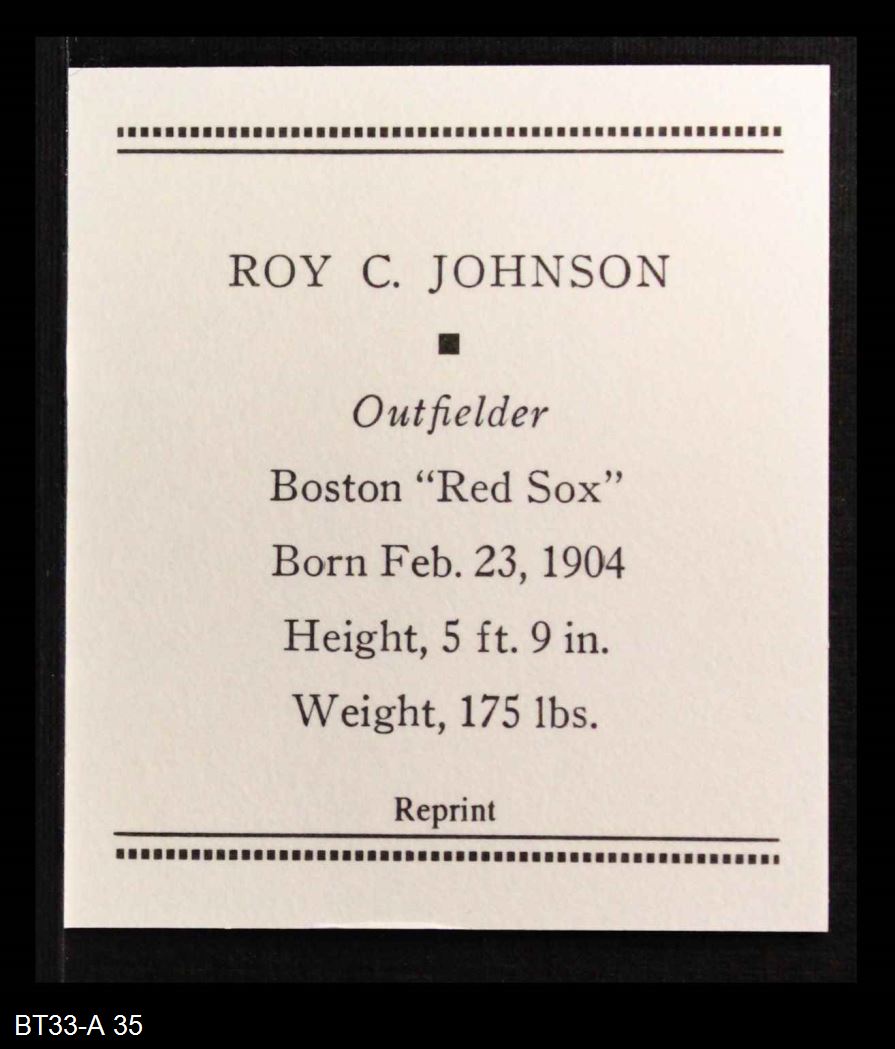 ROY C. JOHNSON
Outfielder
Boston “Red Sox”
Born Feb. 23, 1904
Height, 5 ft. 9 in.
Weight, 175 lbs.
Reprint
BT33-A 35